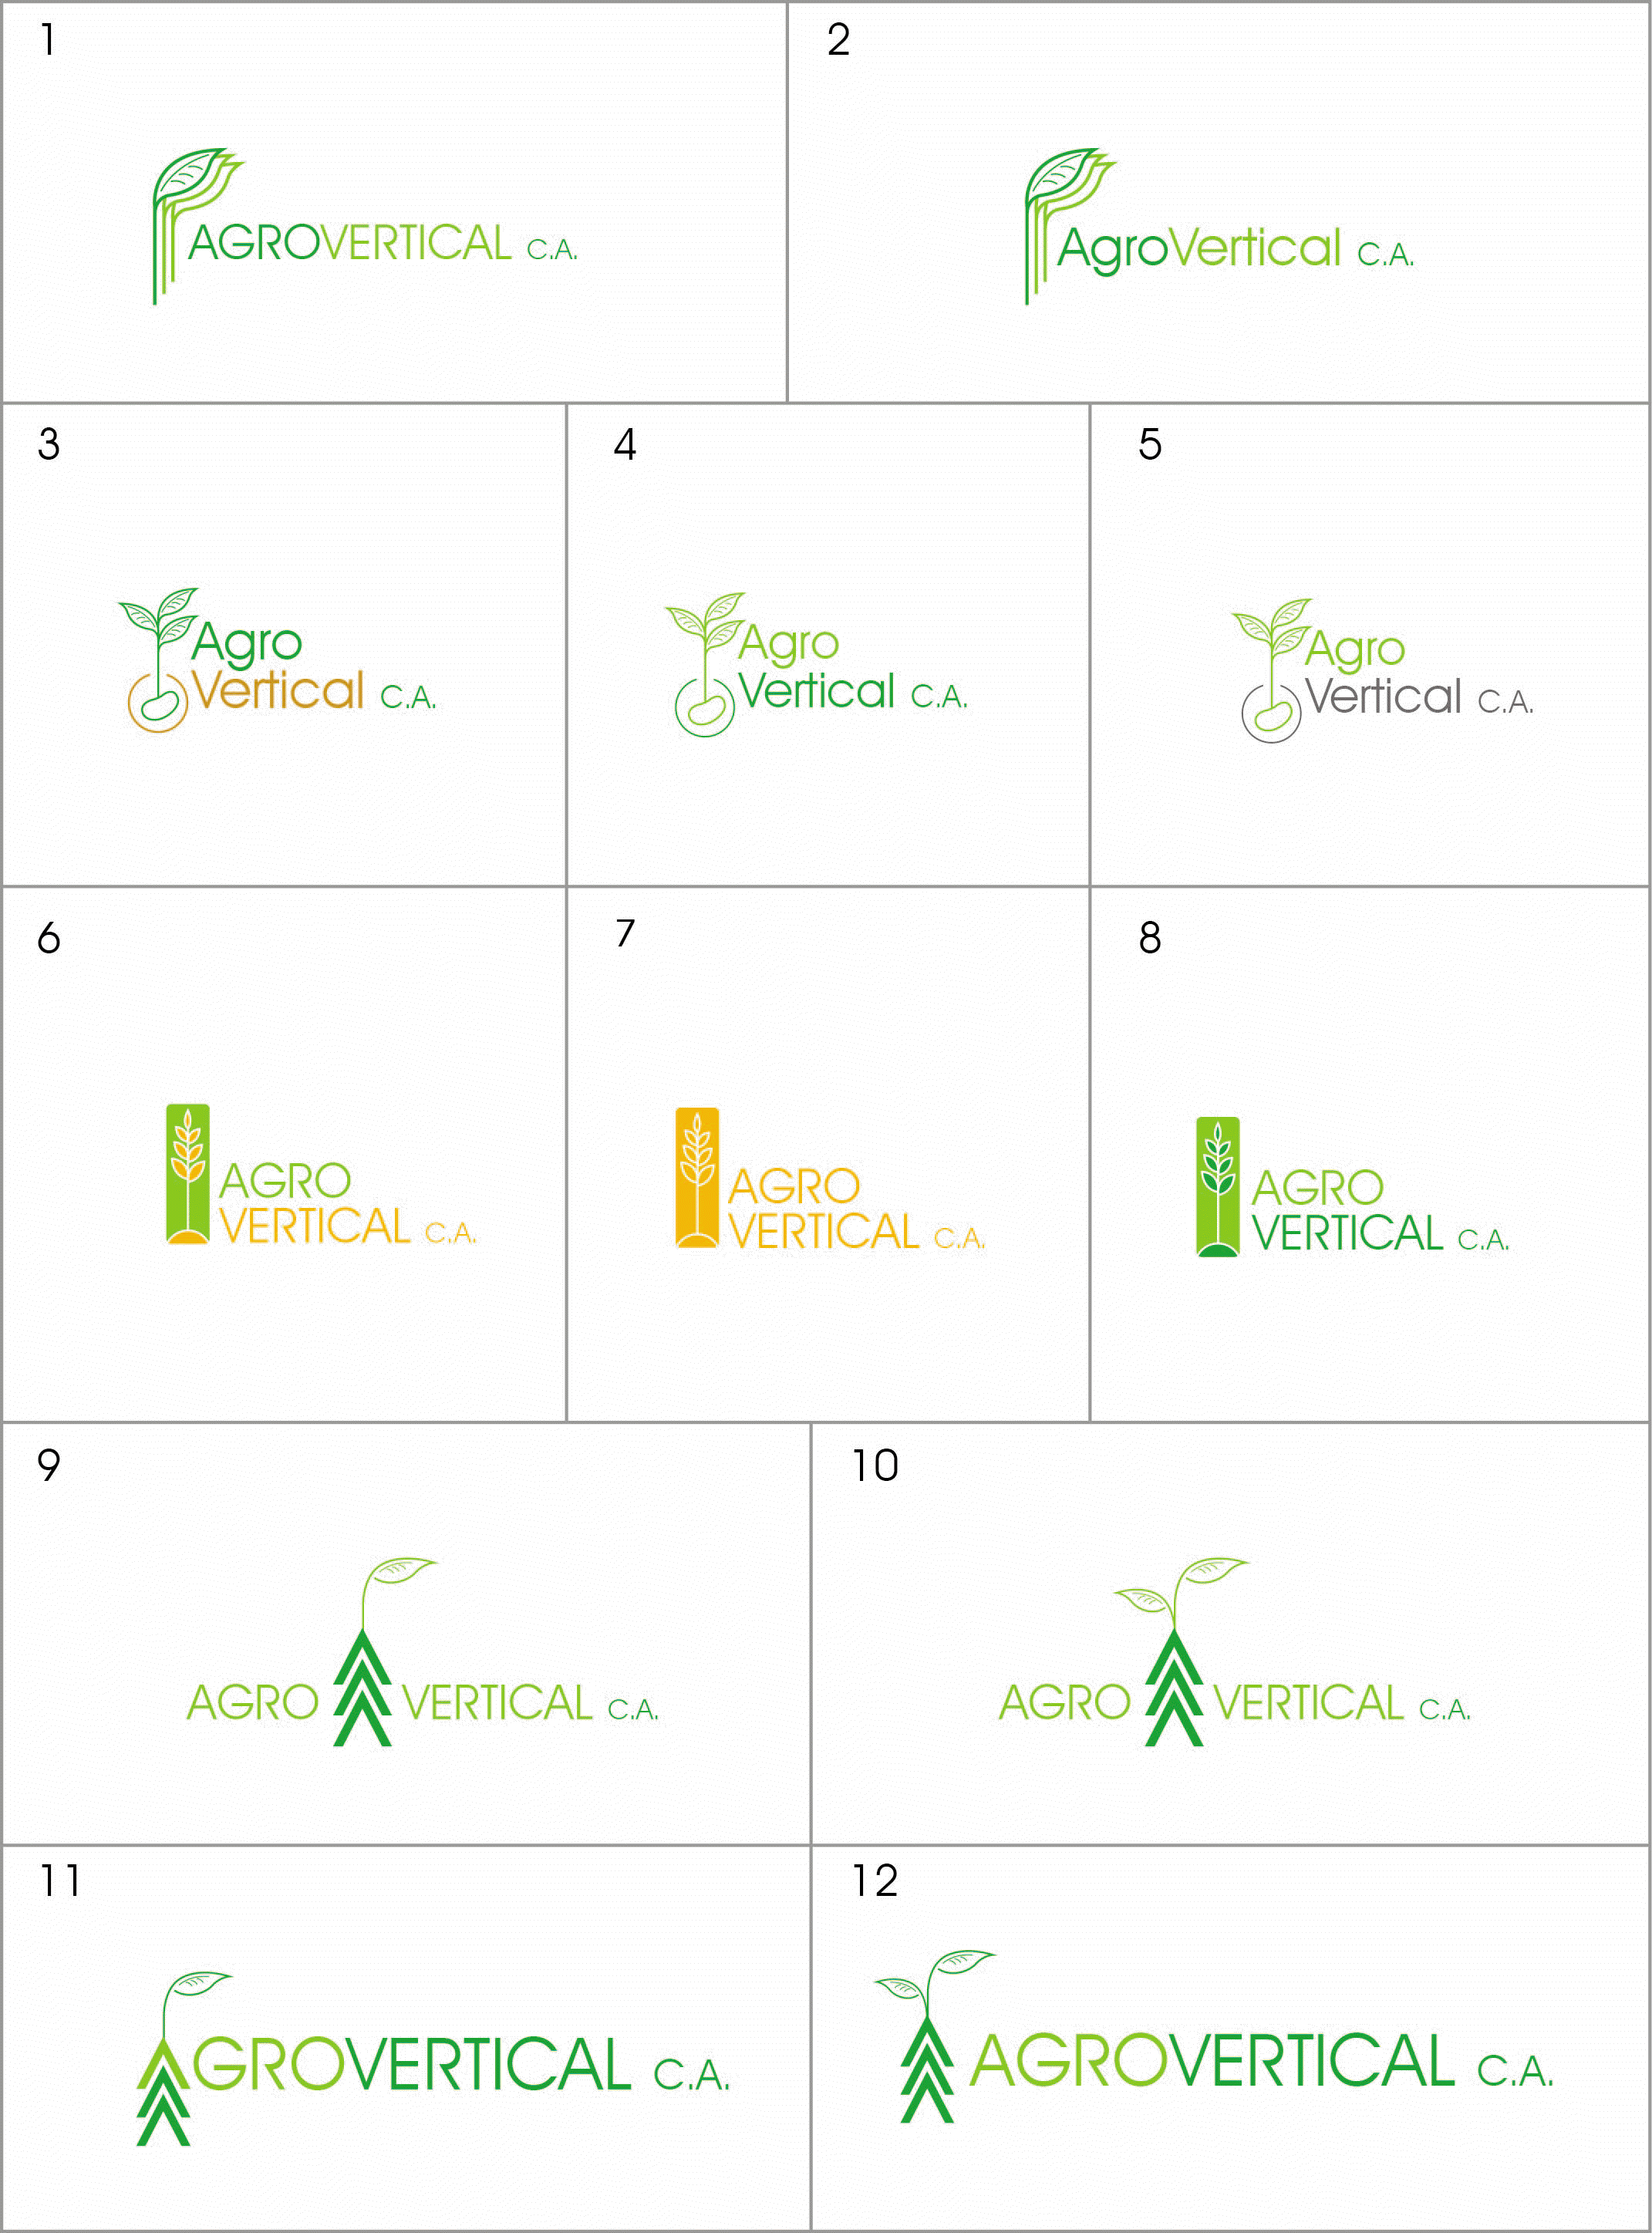 1
AGROVERTICAL C.A.
2
AgroVertical C.A.
3
Agro
Vertical C.A.
4
Agro
Vertical C.A.
5
Agro
Vertical C.A.
6
AGRO
VERTICAL C.A.
7
AGRO
VERTICAL C.A.
8
AGRO
VERTICAL C.A.
9
AGRO VERTICAL C.A.
10
AGRO VERTICAL C.A.
11
AGROVERTICAL C.A.
12
AGROVERTICAL C.A.